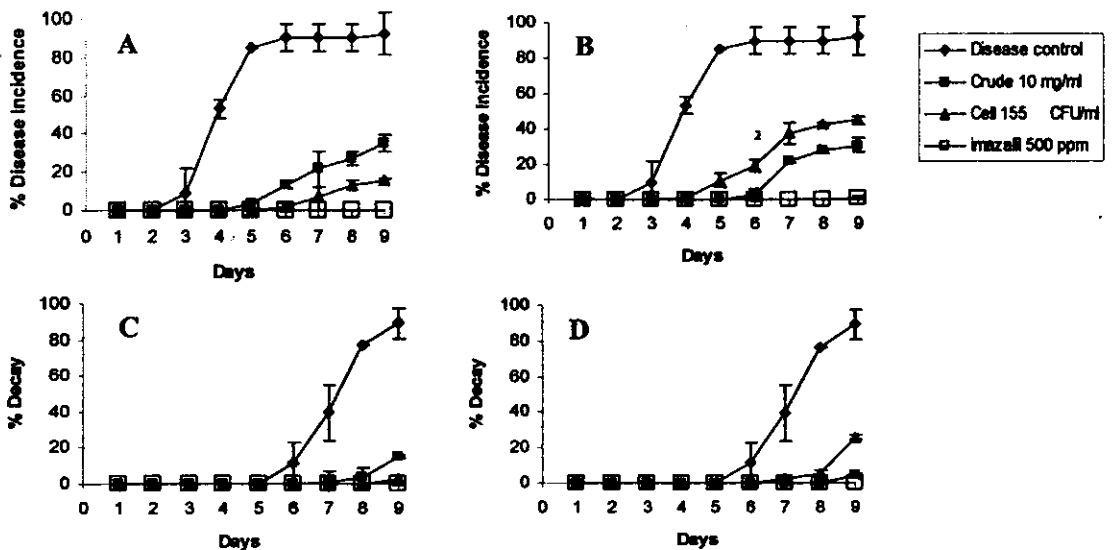 A
% Disease Incidence
100
80
60
40
20
0
0 1 2 3 4 5 6 7 8 9
Days
B
% Disease Incidence
100
80
60
40
20
0
2
0 1 2 3 4 5 6 7 8 9
Days
Disease control
Crude 10 mg/ml
Cell 155 CFU/ml
Imazalil 500 ppm
C
% Decay
100
80
60
40
20
0
0 1 2 3 4 5 6 7 8 9
Days
D
% Decay
100
80
60
40
20
0
0 1 2 3 4 5 6 7 8 9
Days